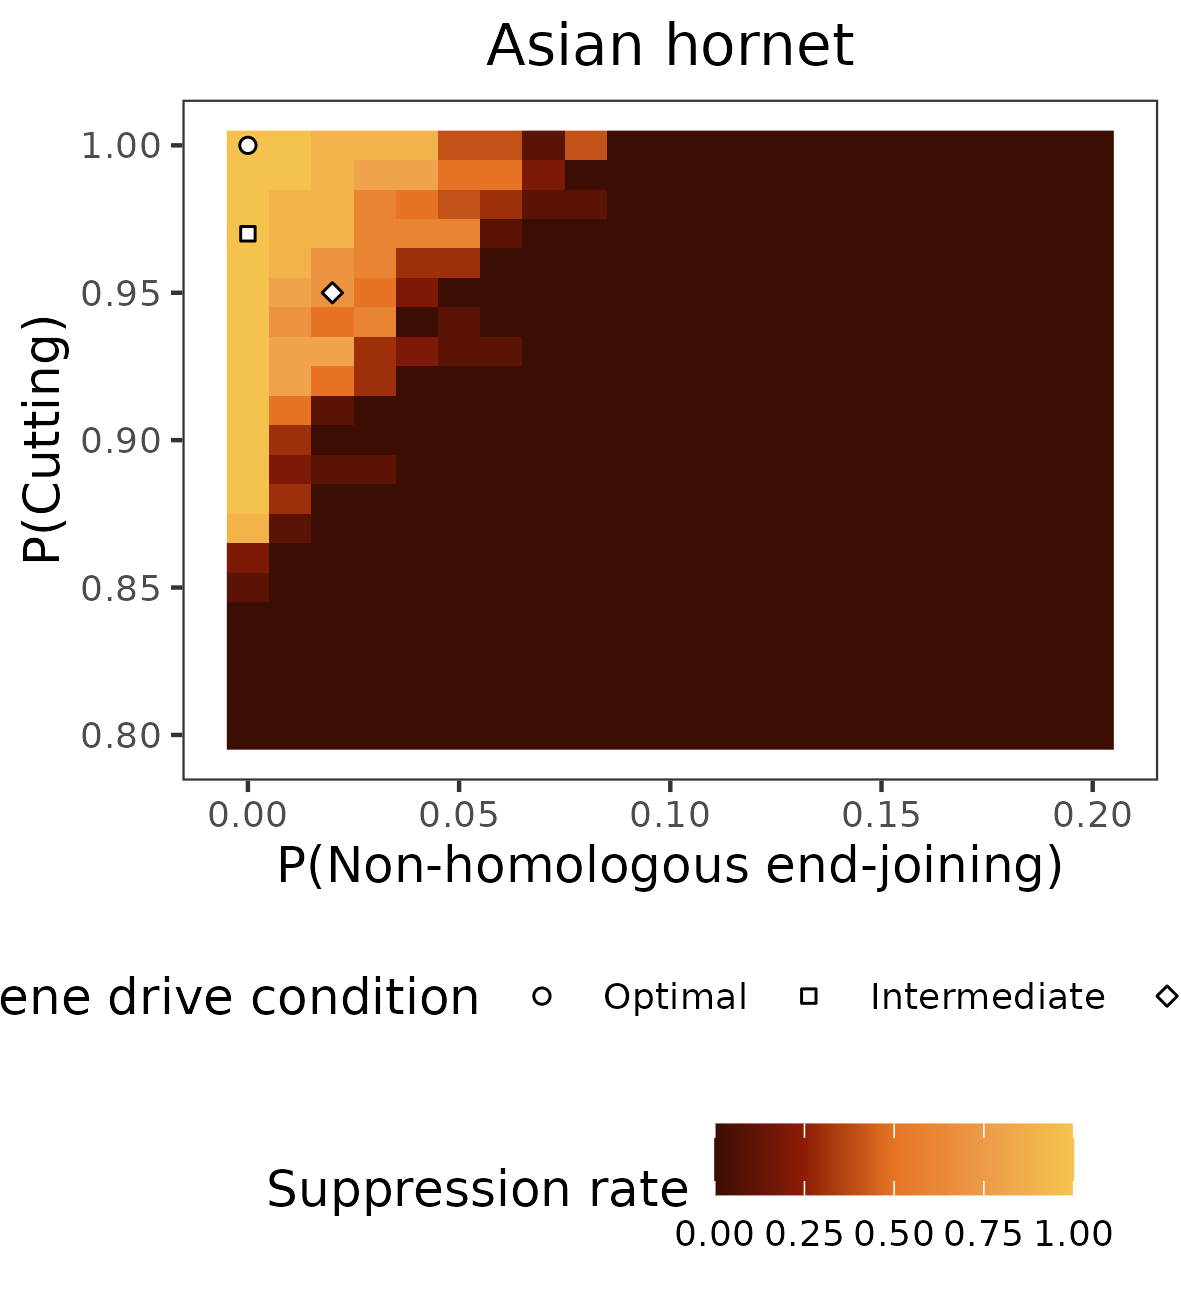 Asian hornet
P(Cutting)
1.00
0.95
0.90
0.85
0.80
0.00 0.05 0.10 0.15 0.20
P(Non-homologous end-joining)
ene drive condition Optimal Intermediate
Suppression rate
0.00 0.25 0.50 0.75 1.00